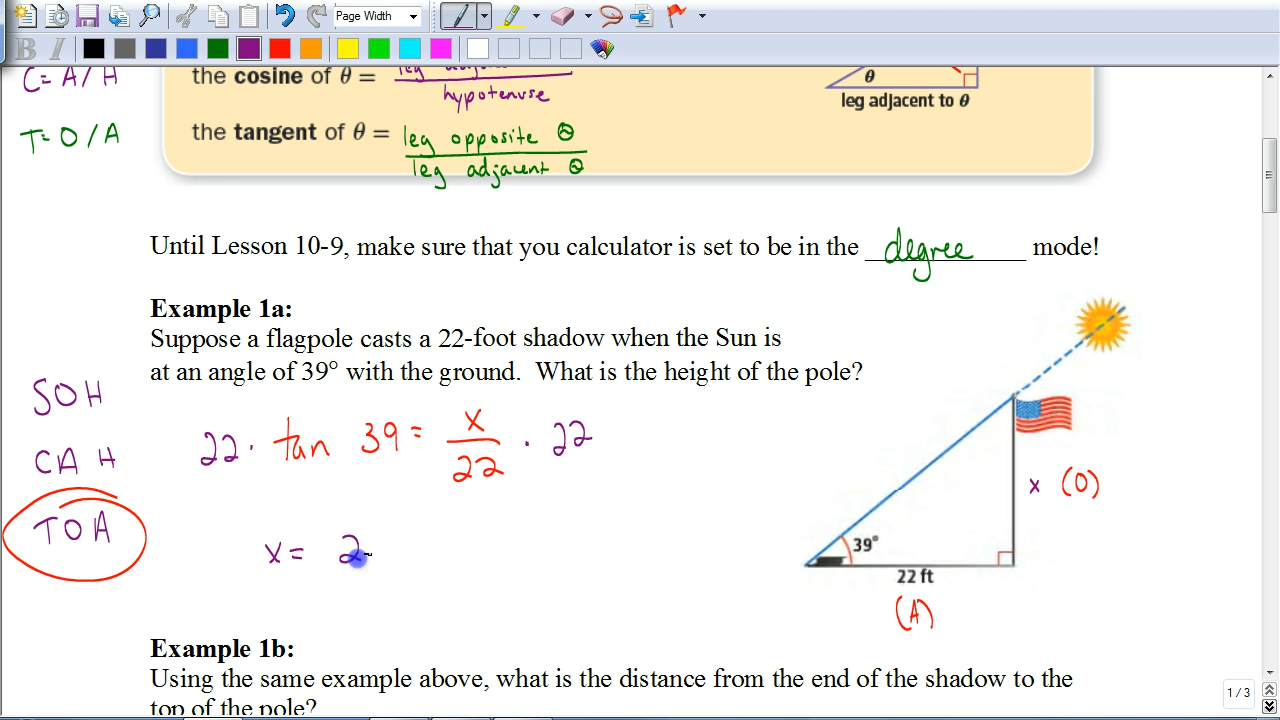 Page Width
B I
C= A/H
the cosine of θ =
hypotenuse
θ
leg adjacent to θ
T= O/A
the tangent of θ = leg opposite θ
leg adjacent θ
Until Lesson 10-9, make sure that you calculator is set to be in the degree mode!
Example 1a:
Suppose a flagpole casts a 22-foot shadow when the Sun is
at an angle of 39° with the ground. What is the height of the pole?
SOH
CAH
TOA
22 · tan 39 = x/22 · 22
x (O)
x = 2
39°
22 ft
(A)
Example 1b:
Using the same example above, what is the distance from the end of the shadow to the
top of the pole?
1 / 3